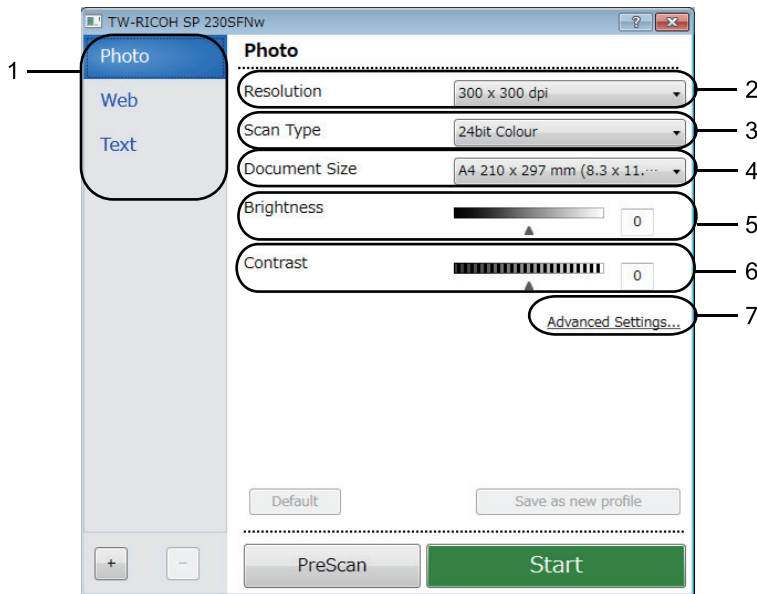 TW-RICOH SP 230SFNw
?
Photo
Web
Text
1
Photo
Resolution
300 x 300 dpi
2
Scan Type
24bit Colour
3
Document Size
A4 210 x 297 mm (8.3 x 11.···
4
Brightness
0
5
Contrast
0
6
Advanced Settings...
7
Default
Save as new profile
+
−
PreScan
Start